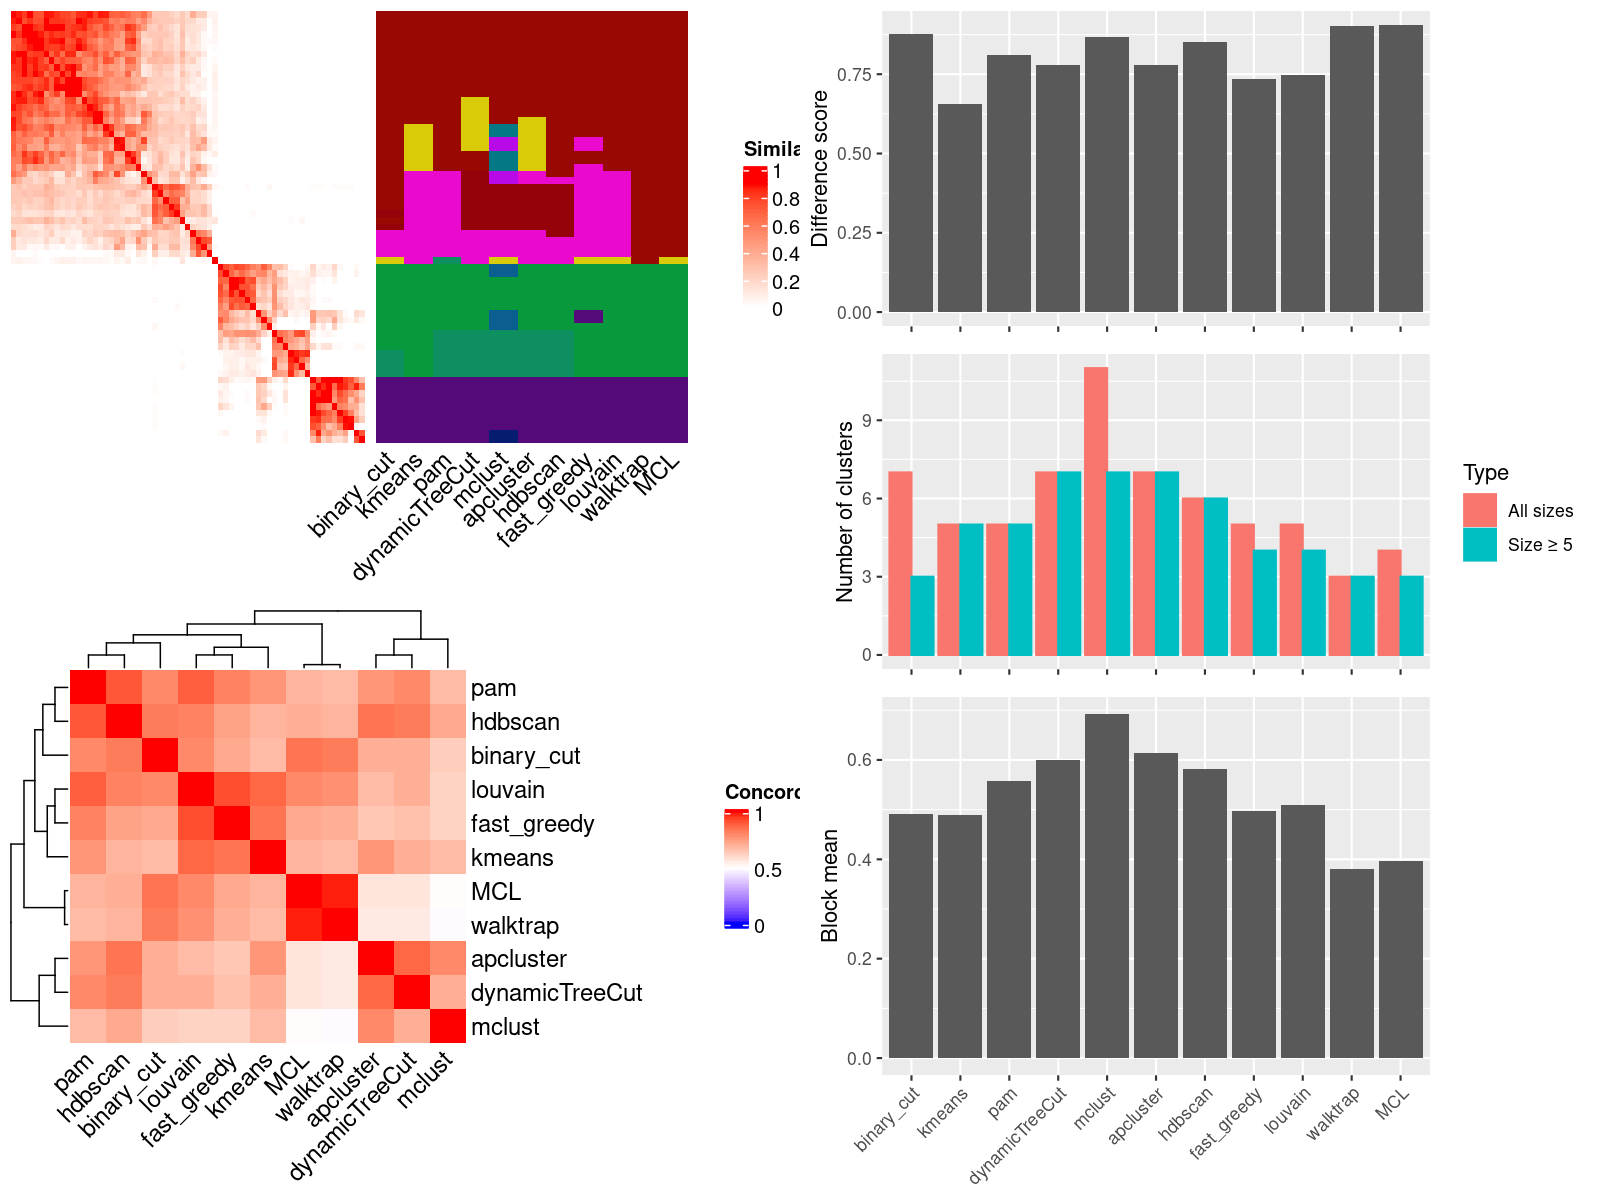 Simila
1
0.8
0.6
0.4
0.2
0
binary_cut
kmeans
pam
dynamicTreeCut
mclust
apcluster
hdbscan
fast_greedy
louvain
walktrap
MCL
pam
hdbscan
binary_cut
louvain
fast_greedy
kmeans
MCL
walktrap
apcluster
dynamicTreeCut
mclust
pam
hdbscan
binary_cut
louvain
fast_greedy
kmeans
MCL
walktrap
apcluster
dynamicTreeCut
mclust
Concord
1
0.5
0
Difference score
0.75
0.50
0.25
0.00
Number of clusters
9
6
3
0
Type
All sizes
Size ≥ 5
Block mean
0.6
0.4
0.2
0.0
binary_cut
kmeans
pam
dynamicTreeCut
mclust
apcluster
hdbscan
fast_greedy
louvain
walktrap
MCL